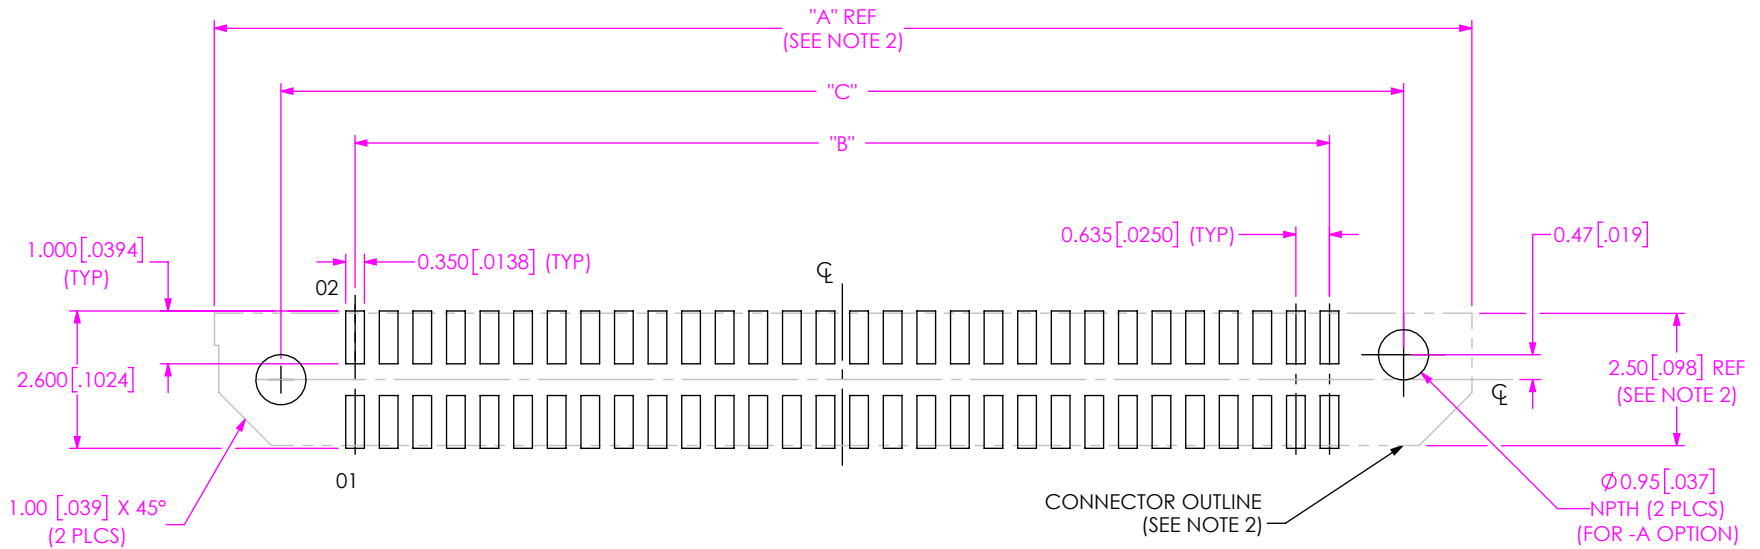 "A" REF
(SEE NOTE 2)
"C"
"B"
0.635[.0250] (TYP)
0.47[.019]
1.000[.0394]
(TYP)
0.350[.0138] (TYP)
℄
02
2.600[.1024]
2.50[.098] REF
(SEE NOTE 2)
℄
01
1.00 [.039] X 45°
(2 PLCS)
CONNECTOR OUTLINE
(SEE NOTE 2)
Ø0.95[.037]
NPTH (2 PLCS)
(FOR -A OPTION)